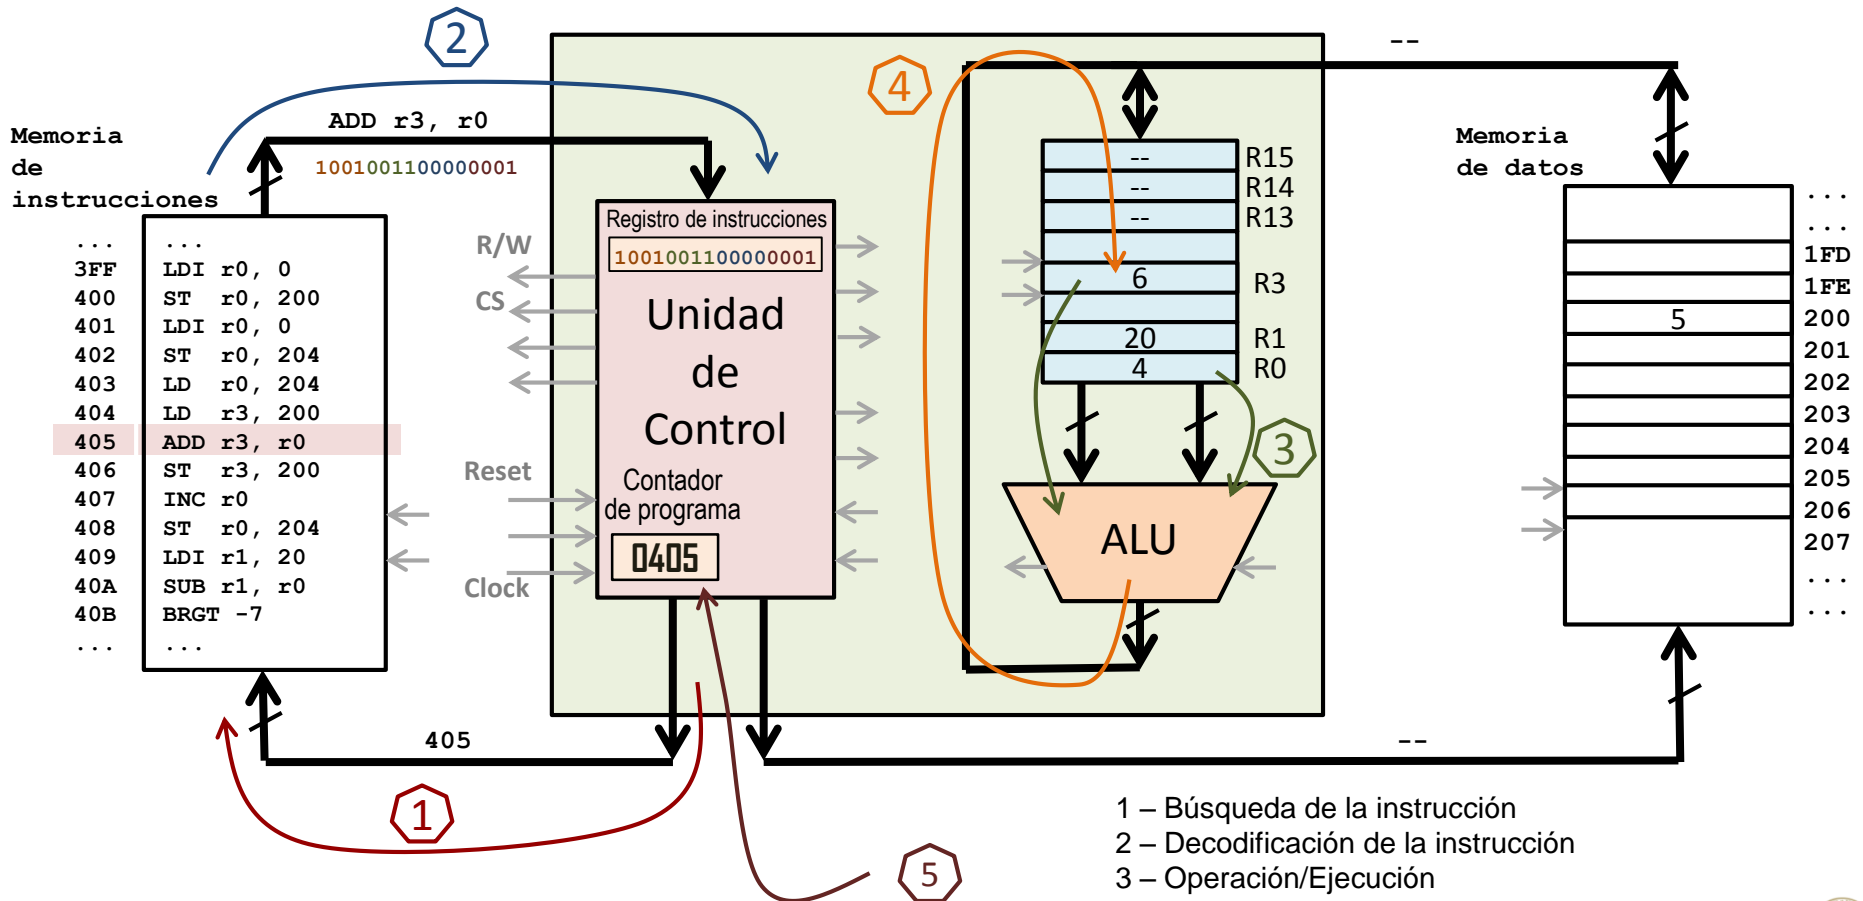 2
--
4
ADD r3, r0
1001001100000001
Memoria
de
instrucciones
... ...
3FF LDI r0, 0
400 ST r0, 200
401 LDI r0, 0
402 ST r0, 204
403 LD r0, 204
404 LD r3, 200
405 ADD r3, r0
406 ST r3, 200
407 INC r0
408 ST r0, 204
409 LDI r1, 20
40A SUB r1, r0
40B BRGT -7
... ...
R/W
CS
Reset
Clock
Registro de instrucciones
1001001100000001
Unidad
de
Control
Contador
de programa
0405
-- R15
-- R14
-- R13
6 R3
20 R1
4 R0
3
ALU
Memoria
de datos
...
...
1FD
1FE
5 200
201
202
203
204
205
206
207
...
...
405
--
1
5
1 – Búsqueda de la instrucción
2 – Decodificación de la instrucción
3 – Operación/Ejecución